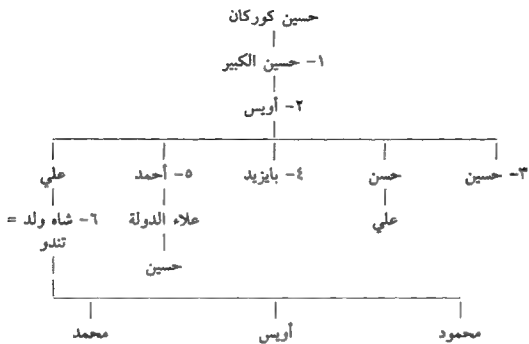 حسين كوركان
١- حسين الكبير
٢- أويس
٣- حسين
حسن
٤- بايزيد
٥- أحمد
علي
علي
علاء الدولة
٦- شاه ولد =
تندو
حسين
محمود
أويس
محمد